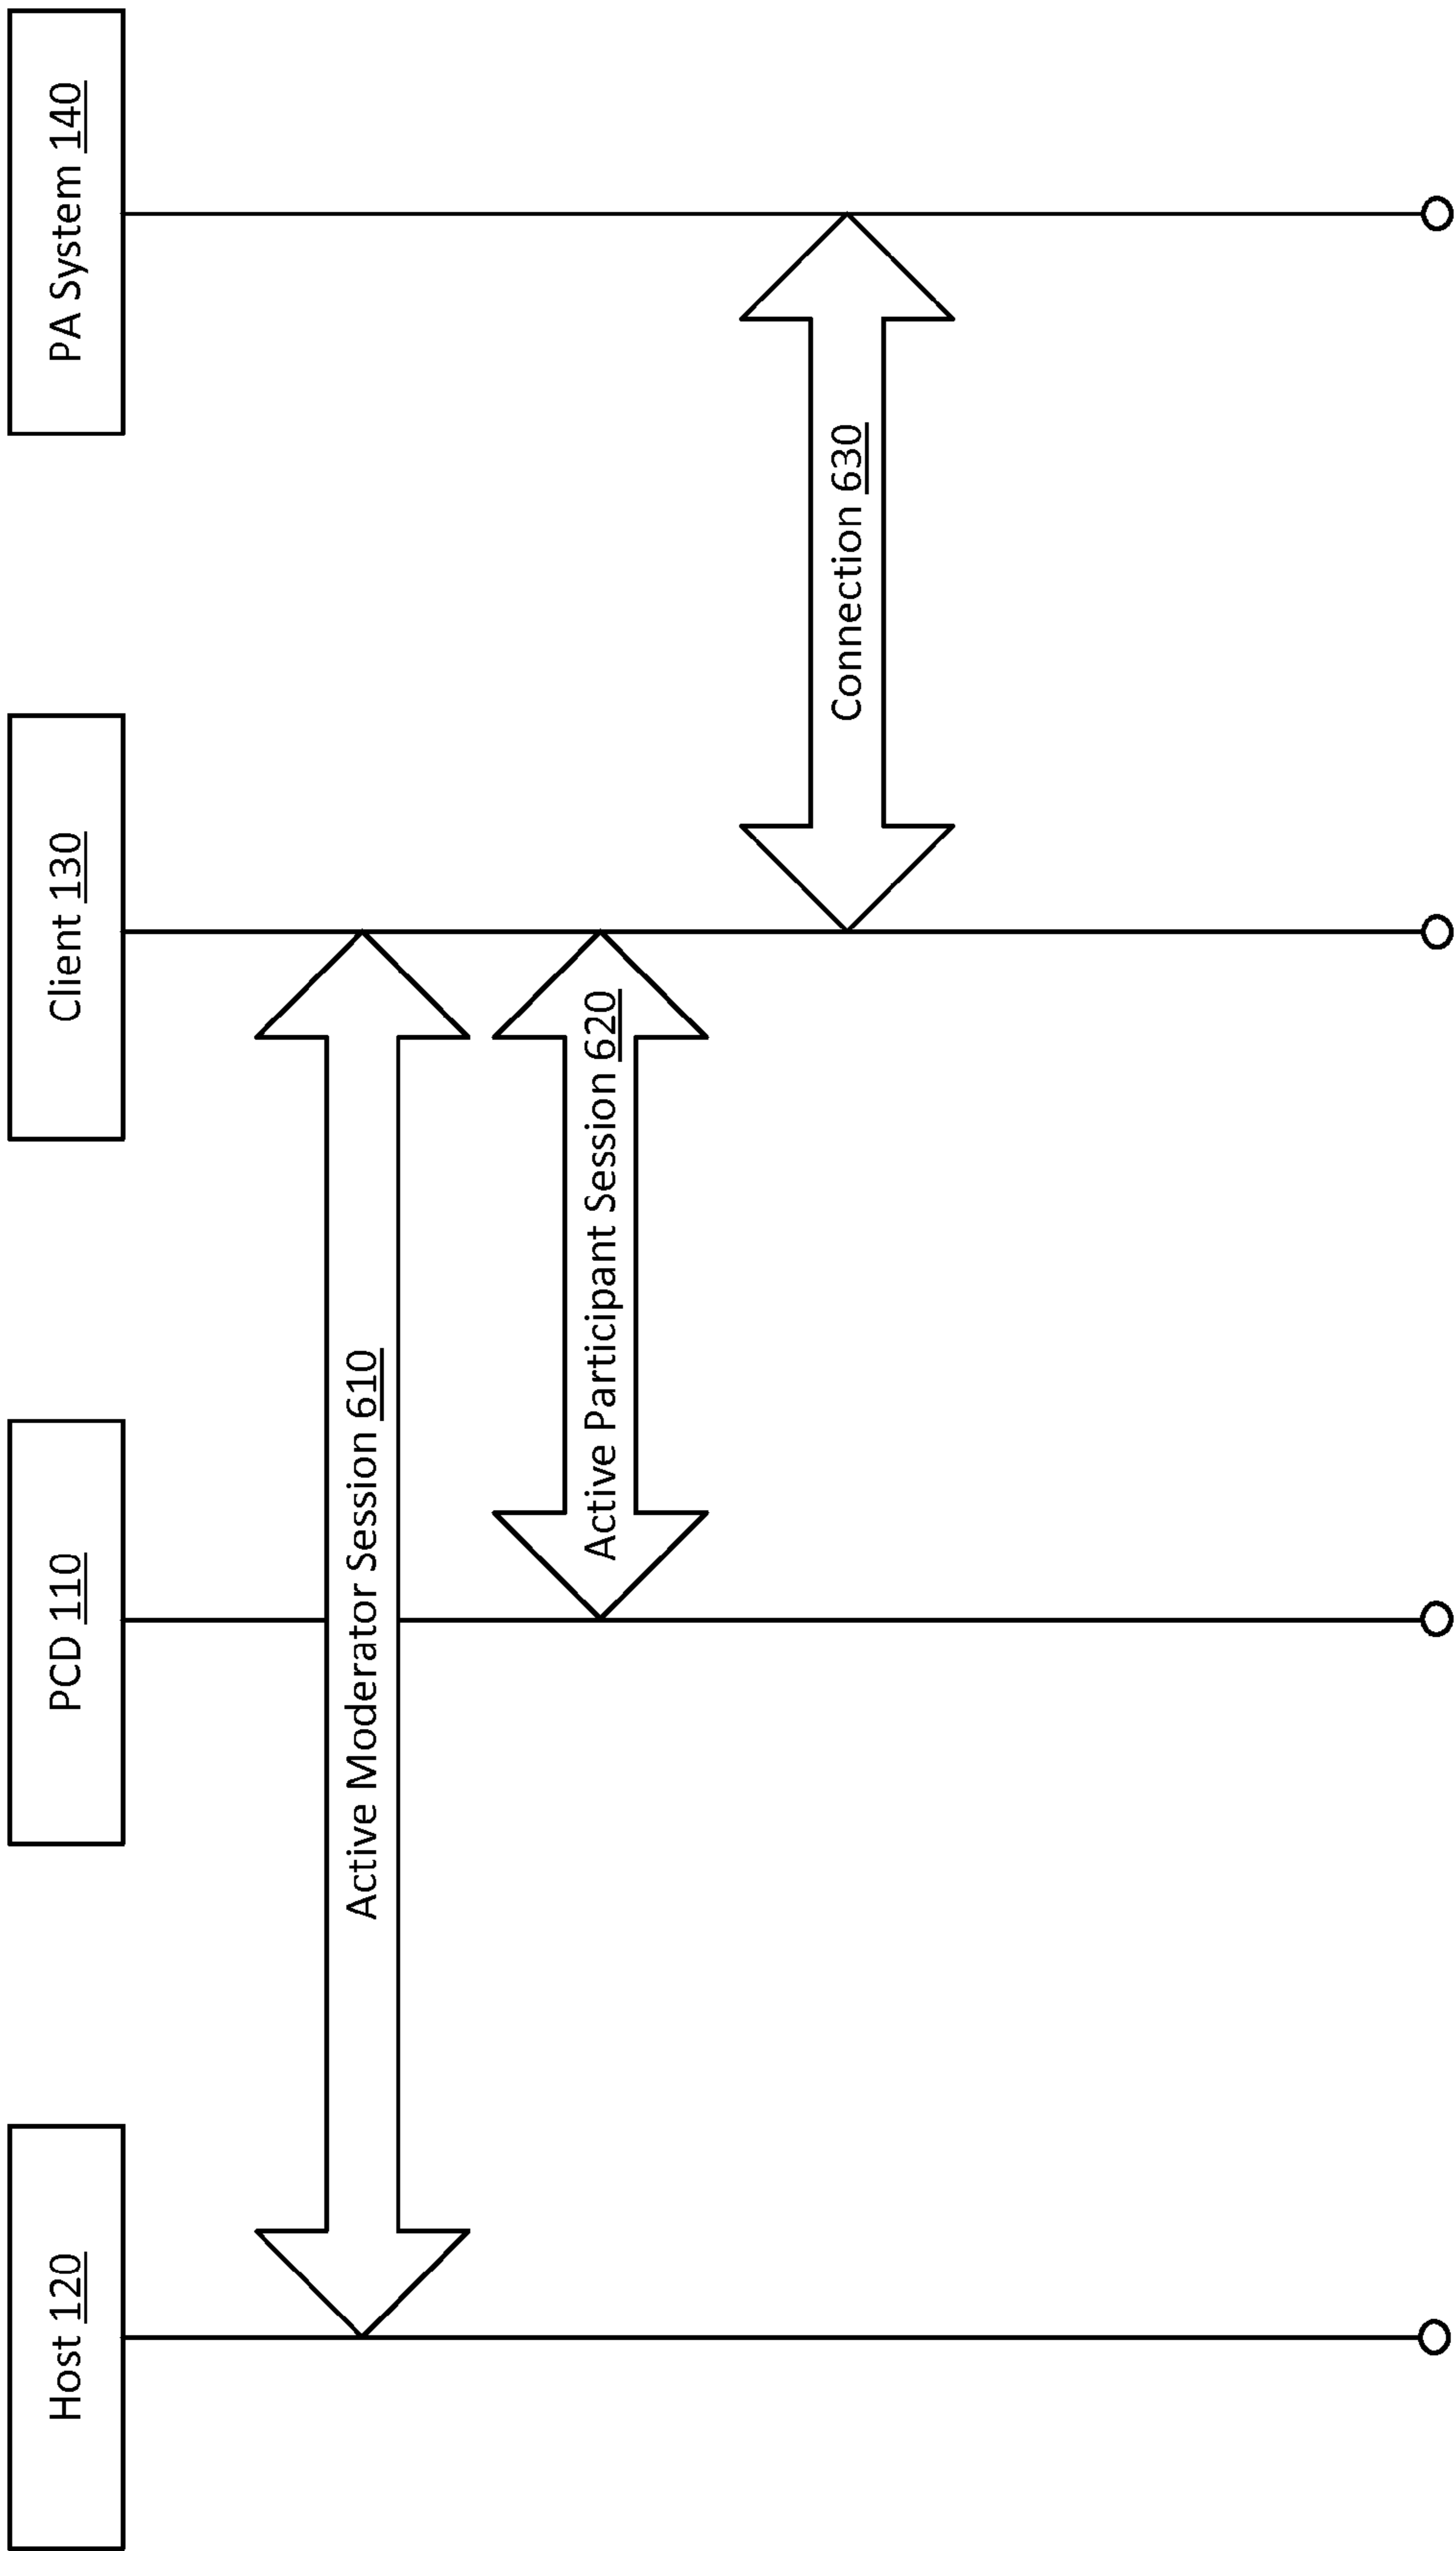 Host 120
PCD 110
Client 130
PA System 140
Active Moderator Session 610
Active Participant Session 620
Connection 630